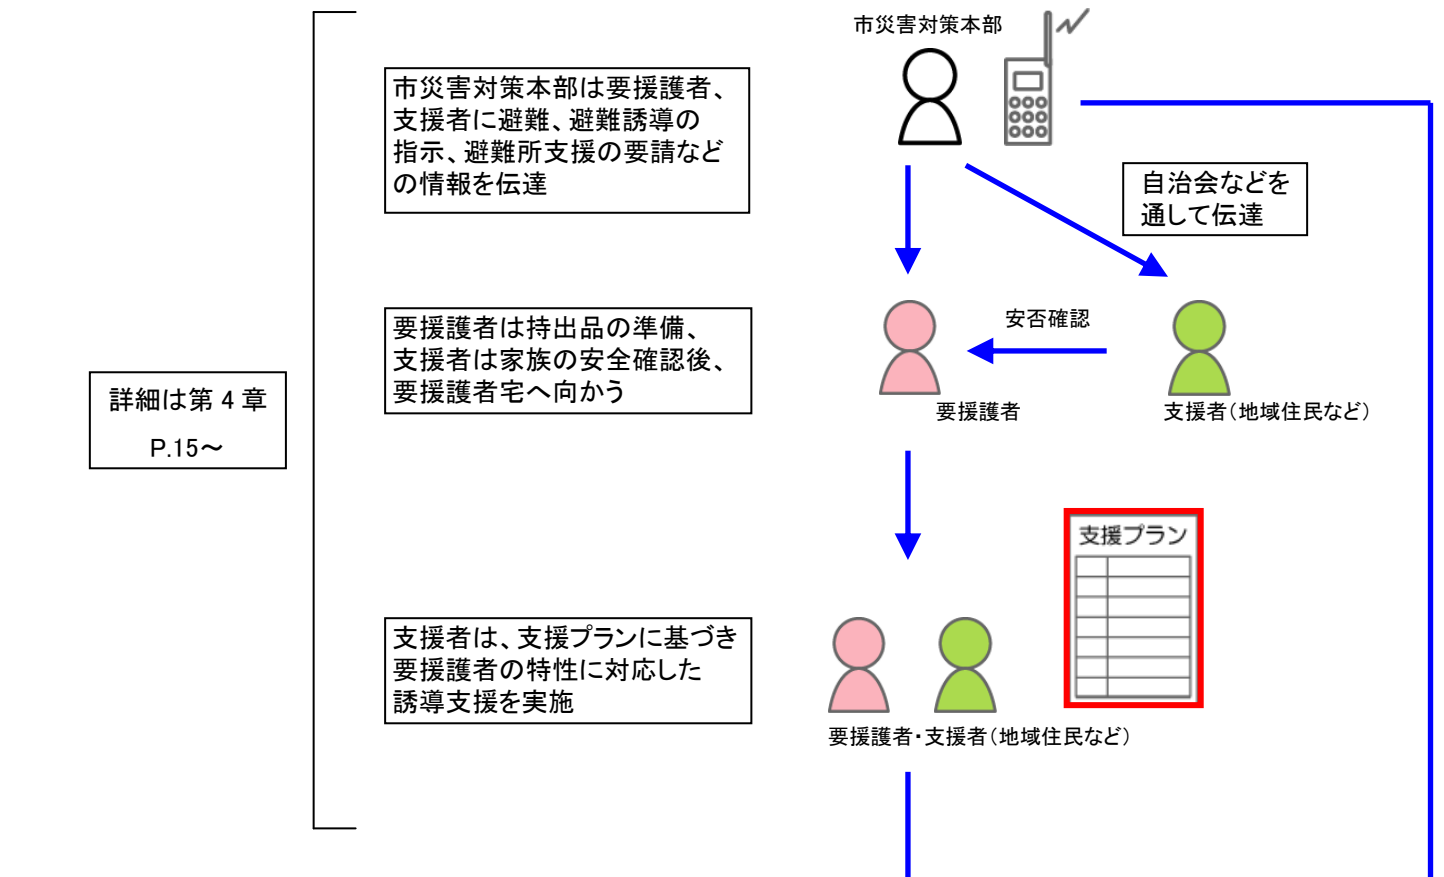 市災害対策本部
市災害対策本部は要援護者、
支援者に避難、避難誘導の
指示、避難所支援の要請など
の情報を伝達
自治会などを
通して伝達
要援護者は持出品の準備、
支援者は家族の安全確認後、
要援護者宅へ向かう
安否確認
要援護者
支援者（地域住民など）
詳細は第 4 章
P.15～
支援プラン
支援者は、支援プランに基づき
要援護者の特性に対応した
誘導支援を実施
要援護者・支援者（地域住民など）